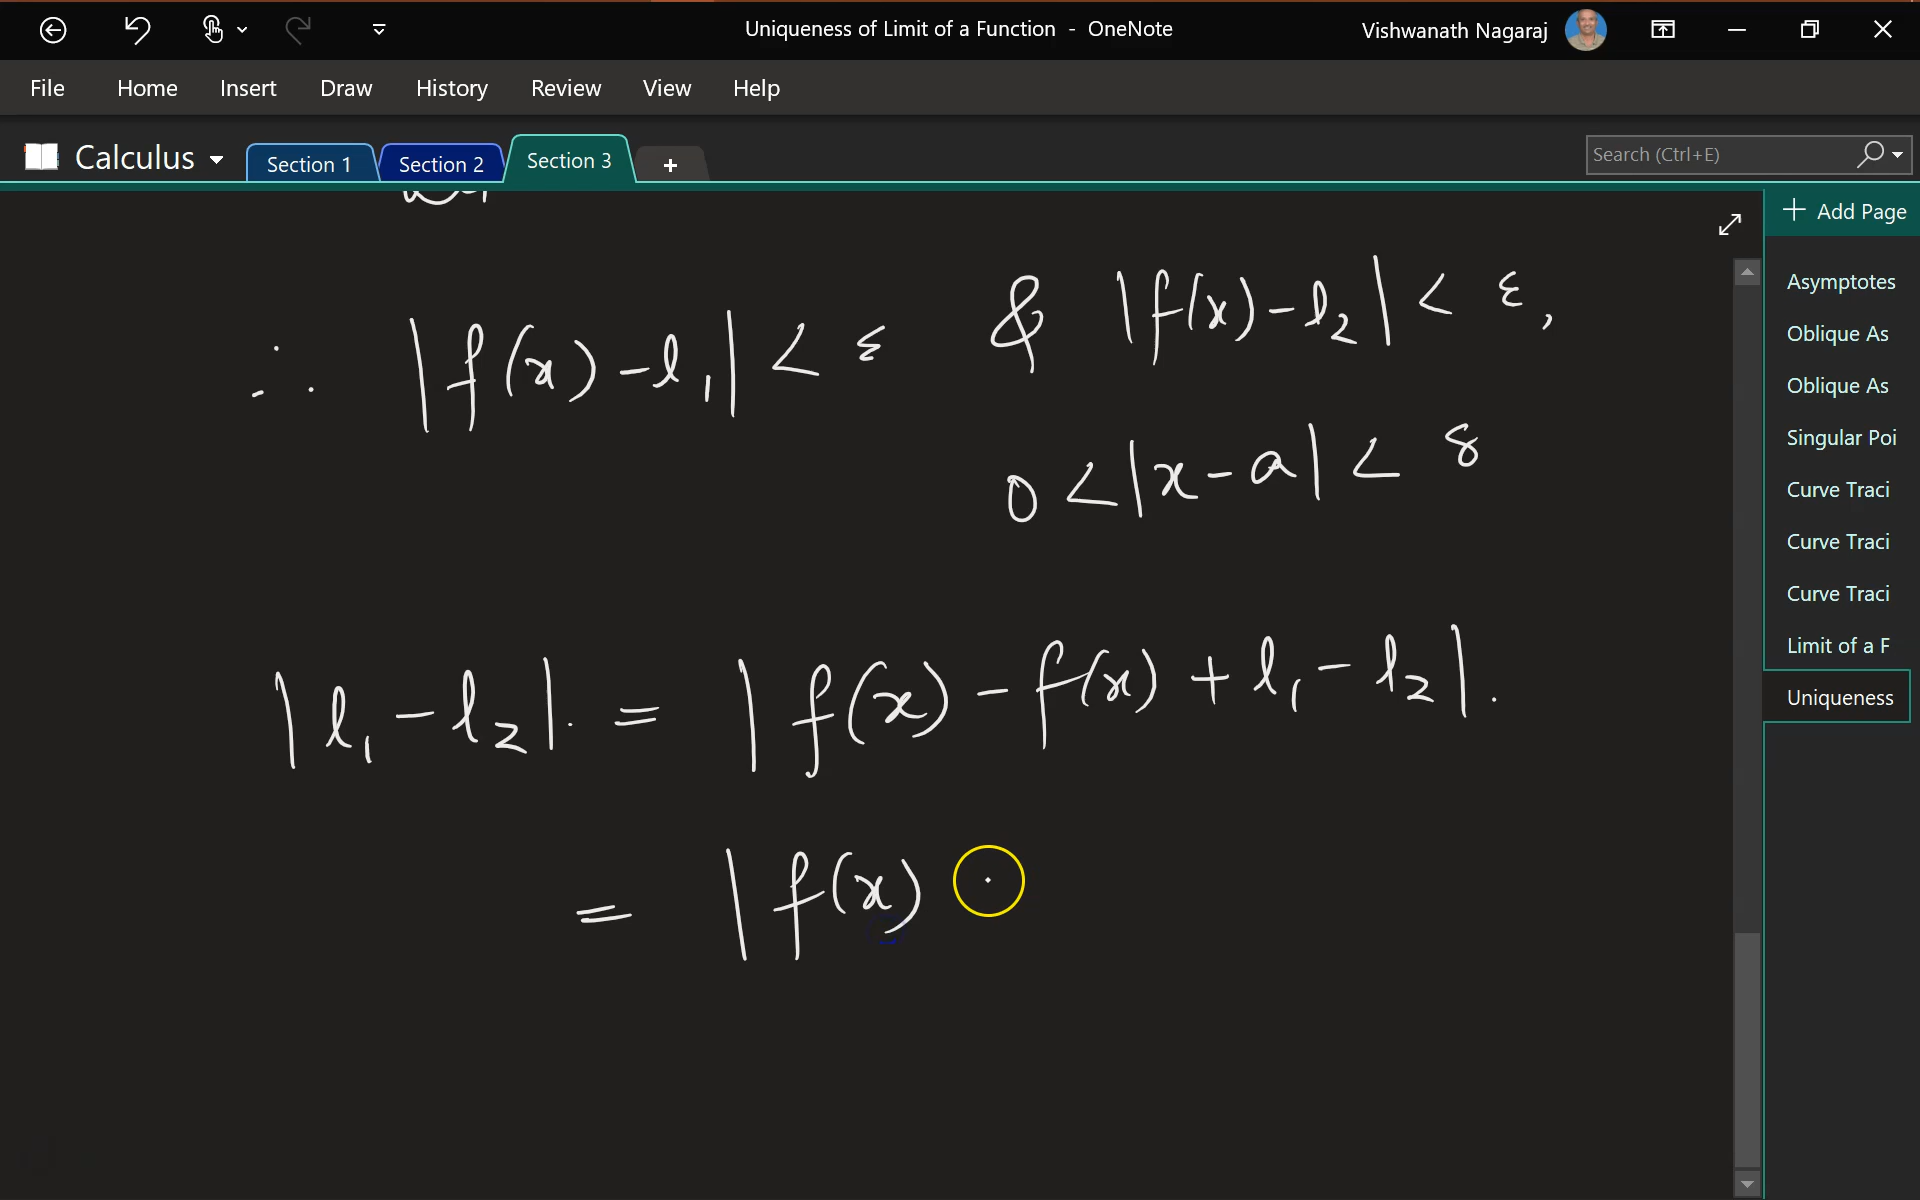 Uniqueness of Limit of a Function - OneNote
Vishwanath Nagaraj
File Home Insert Draw History Review View Help
Calculus Section 1 Section 2 Section 3 +
Search (Ctrl+E)
+ Add Page
Asymptotes
Oblique As
Oblique As
Singular Poi
Curve Traci
Curve Traci
Curve Traci
Limit of a F
Uniqueness
∴ |f(x) - l₁| < ε & |f(x) - l₂| < ε,
0 < |x - a| < δ
|l₁ - l₂|. = |f(x) - f(x) + l₁ - l₂|.
= |f(x)